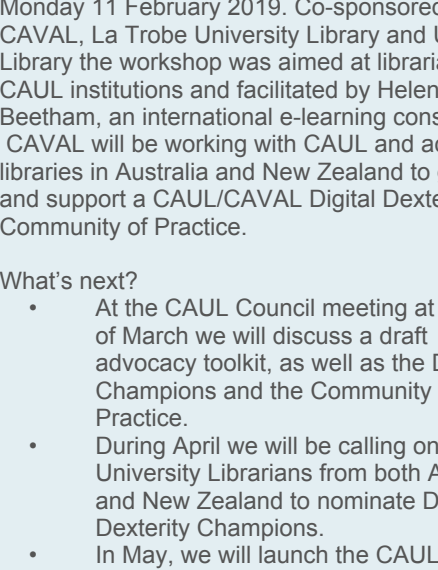 Monday 11 February 2019. Co-sponsored
CAVAL, La Trobe University Library and
Library the workshop was aimed at
CAUL institutions and facilitated by Helen
Beetham, an international e-learning
CAVAL will be working with CAUL and
libraries in Australia and New Zealand to
and support a CAUL/CAVAL Digital
Community of Practice.
What’s next?
• At the CAUL Council meeting at
of March we will discuss a draft
advocacy toolkit, as well as the
Champions and the Community
Practice.
• During April we will be calling on
University Librarians from both
and New Zealand to nominate
Dexterity Champions.
• In May, we will launch the CAUL